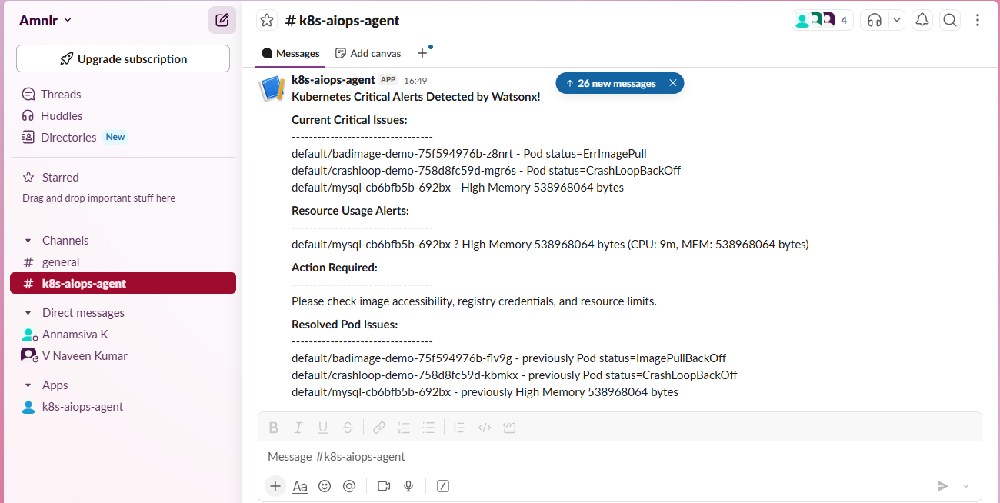 Amnlr
Upgrade subscription
Threads
Huddles
Directories New
Starred
Drag and drop important stuff here
Channels
# general
# k8s-aiops-agent
Direct messages
Annamsiva K
V Naveen Kumar
Apps
k8s-aiops-agent
# k8s-aiops-agent
4
Messages
Add canvas
k8s-aiops-agent APP 16:49
↑ 26 new messages ×
Kubernetes Critical Alerts Detected by Watsonx!
Current Critical Issues:
---------------------------------
default/badimage-demo-75f594976b-z8nrt - Pod status=ErrImagePull
default/crashloop-demo-758d8fc59d-mgr6s - Pod status=CrashLoopBackOff
default/mysql-cb6bfb5b-692bx - High Memory 538968064 bytes
Resource Usage Alerts:
---------------------------------
default/mysql-cb6bfb5b-692bx ? High Memory 538968064 bytes (CPU: 9m, MEM: 538968064 bytes)
Action Required:
---------------------------------
Please check image accessibility, registry credentials, and resource limits.
Resolved Pod Issues:
---------------------------------
default/badimage-demo-75f594976b-flv9g - previously Pod status=ImagePullBackOff
default/crashloop-demo-758d8fc59d-kbmkx - previously Pod status=CrashLoopBackOff
default/mysql-cb6bfb5b-692bx - previously High Memory 538968064 bytes
B I U S
Message #k8s-aiops-agent
+ Aa @